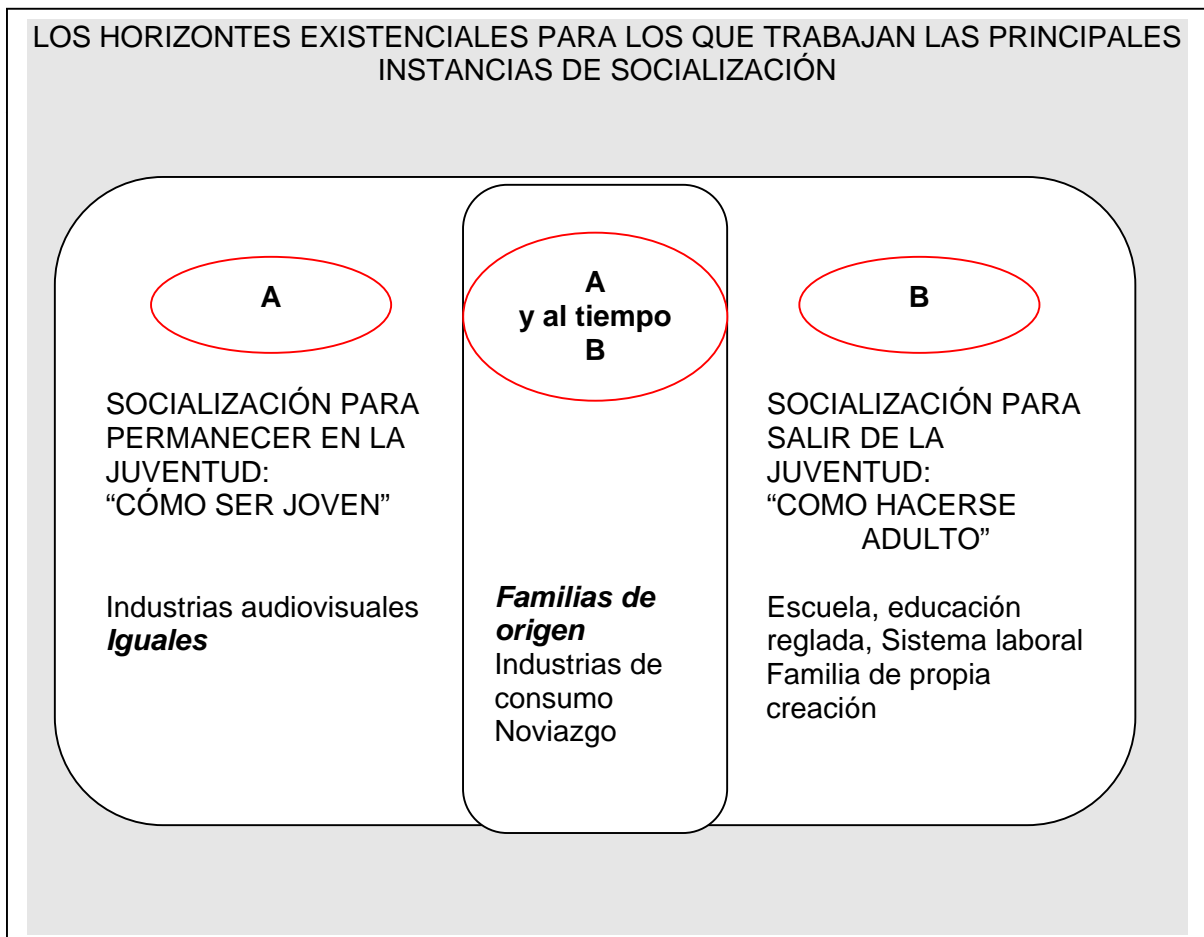 LOS HORIZONTES EXISTENCIALES PARA LOS QUE TRABAJAN LAS PRINCIPALES
INSTANCIAS DE SOCIALIZACIÓN
A
SOCIALIZACIÓN PARA
PERMANECER EN LA
JUVENTUD:
“CÓMO SER JOVEN”
Industrias audiovisuales
Iguales
A
y al tiempo
B
Familias de
origen
Industrias de
consumo
Noviazgo
B
SOCIALIZACIÓN PARA
SALIR DE LA
JUVENTUD:
“COMO HACERSE
ADULTO”
Escuela, educación
reglada, Sistema laboral
Familia de propia
creación